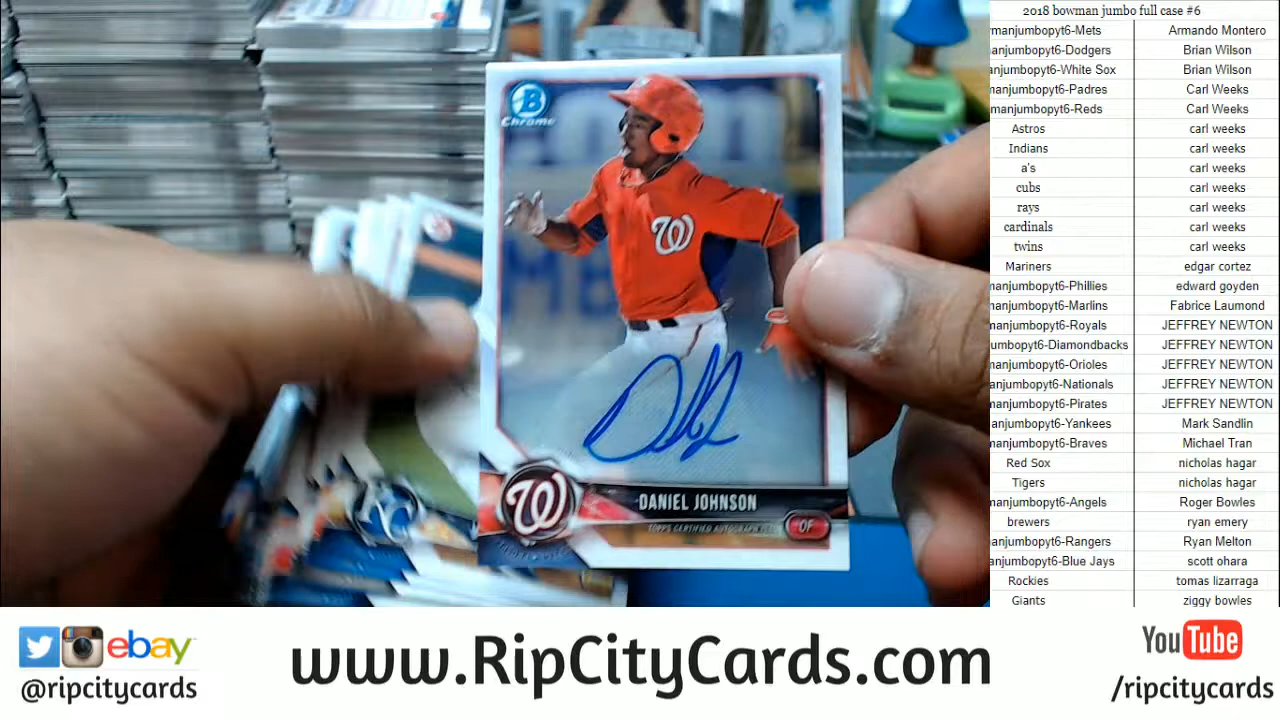 2018 bowman jumbo full case #6
manjumbopyt6-Mets Armando Montero
manjumbopyt6-Dodgers Brian Wilson
anjumbopyt6-White Sox Brian Wilson
manjumbopyt6-Padres Carl Weeks
manjumbopyt6-Reds Carl Weeks
Astros carl weeks
Indians carl weeks
a's carl weeks
cubs carl weeks
rays carl weeks
cardinals carl weeks
twins carl weeks
Mariners edgar cortez
manjumbopyt6-Phillies edward goyden
manjumbopyt6-Marlins Fabrice Laumond
manjumbopyt6-Royals JEFFREY NEWTON
umbopyt6-Diamondbacks JEFFREY NEWTON
manjumbopyt6-Orioles JEFFREY NEWTON
manjumbopyt6-Nationals JEFFREY NEWTON
manjumbopyt6-Pirates JEFFREY NEWTON
manjumbopyt6-Yankees Mark Sandlin
manjumbopyt6-Braves Michael Tran
Red Sox nicholas hagar
Tigers nicholas hagar
manjumbopyt6-Angels Roger Bowles
brewers ryan emery
manjumbopyt6-Rangers Ryan Melton
anjumbopyt6-Blue Jays scott ohara
Rockies tomas lizarraga
Giants ziggy bowles
B
Chrome
W
W
DANIEL JOHNSON
TOPPS CERTIFIED AUTOGRAPH
OF
ebay
@ripcitycards
www.RipCityCards.com
YouTube
/ripcitycards